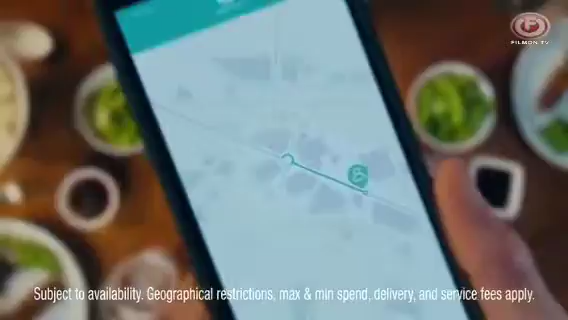 FILMON TV
Subject to availability. Geographical restrictions, max & min spend, delivery, and service fees apply.